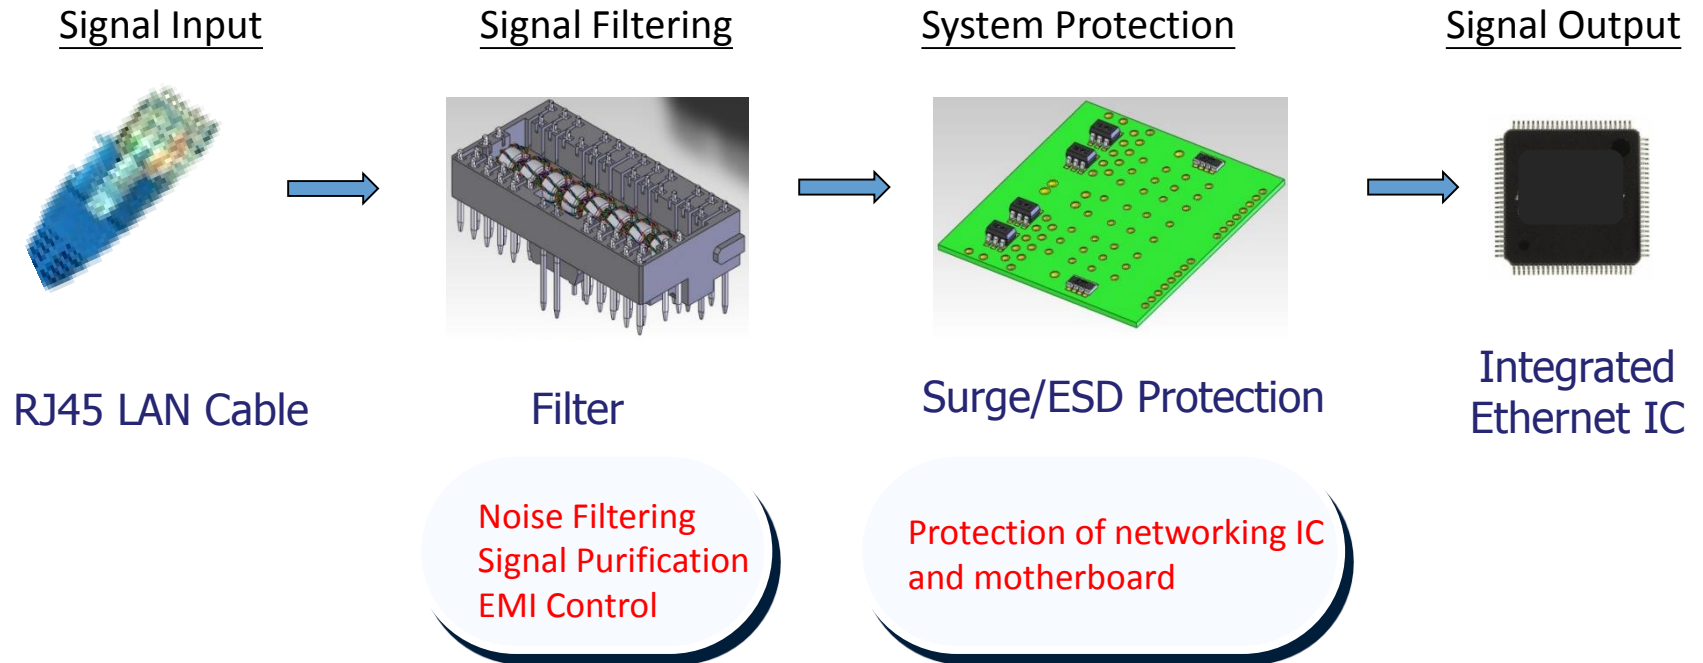 Signal Input
Signal Filtering
System Protection
Signal Output
RJ45 LAN Cable
Filter
Surge/ESD Protection
Integrated
Ethernet IC
Noise Filtering
Signal Purification
EMI Control
Protection of networking IC
and motherboard